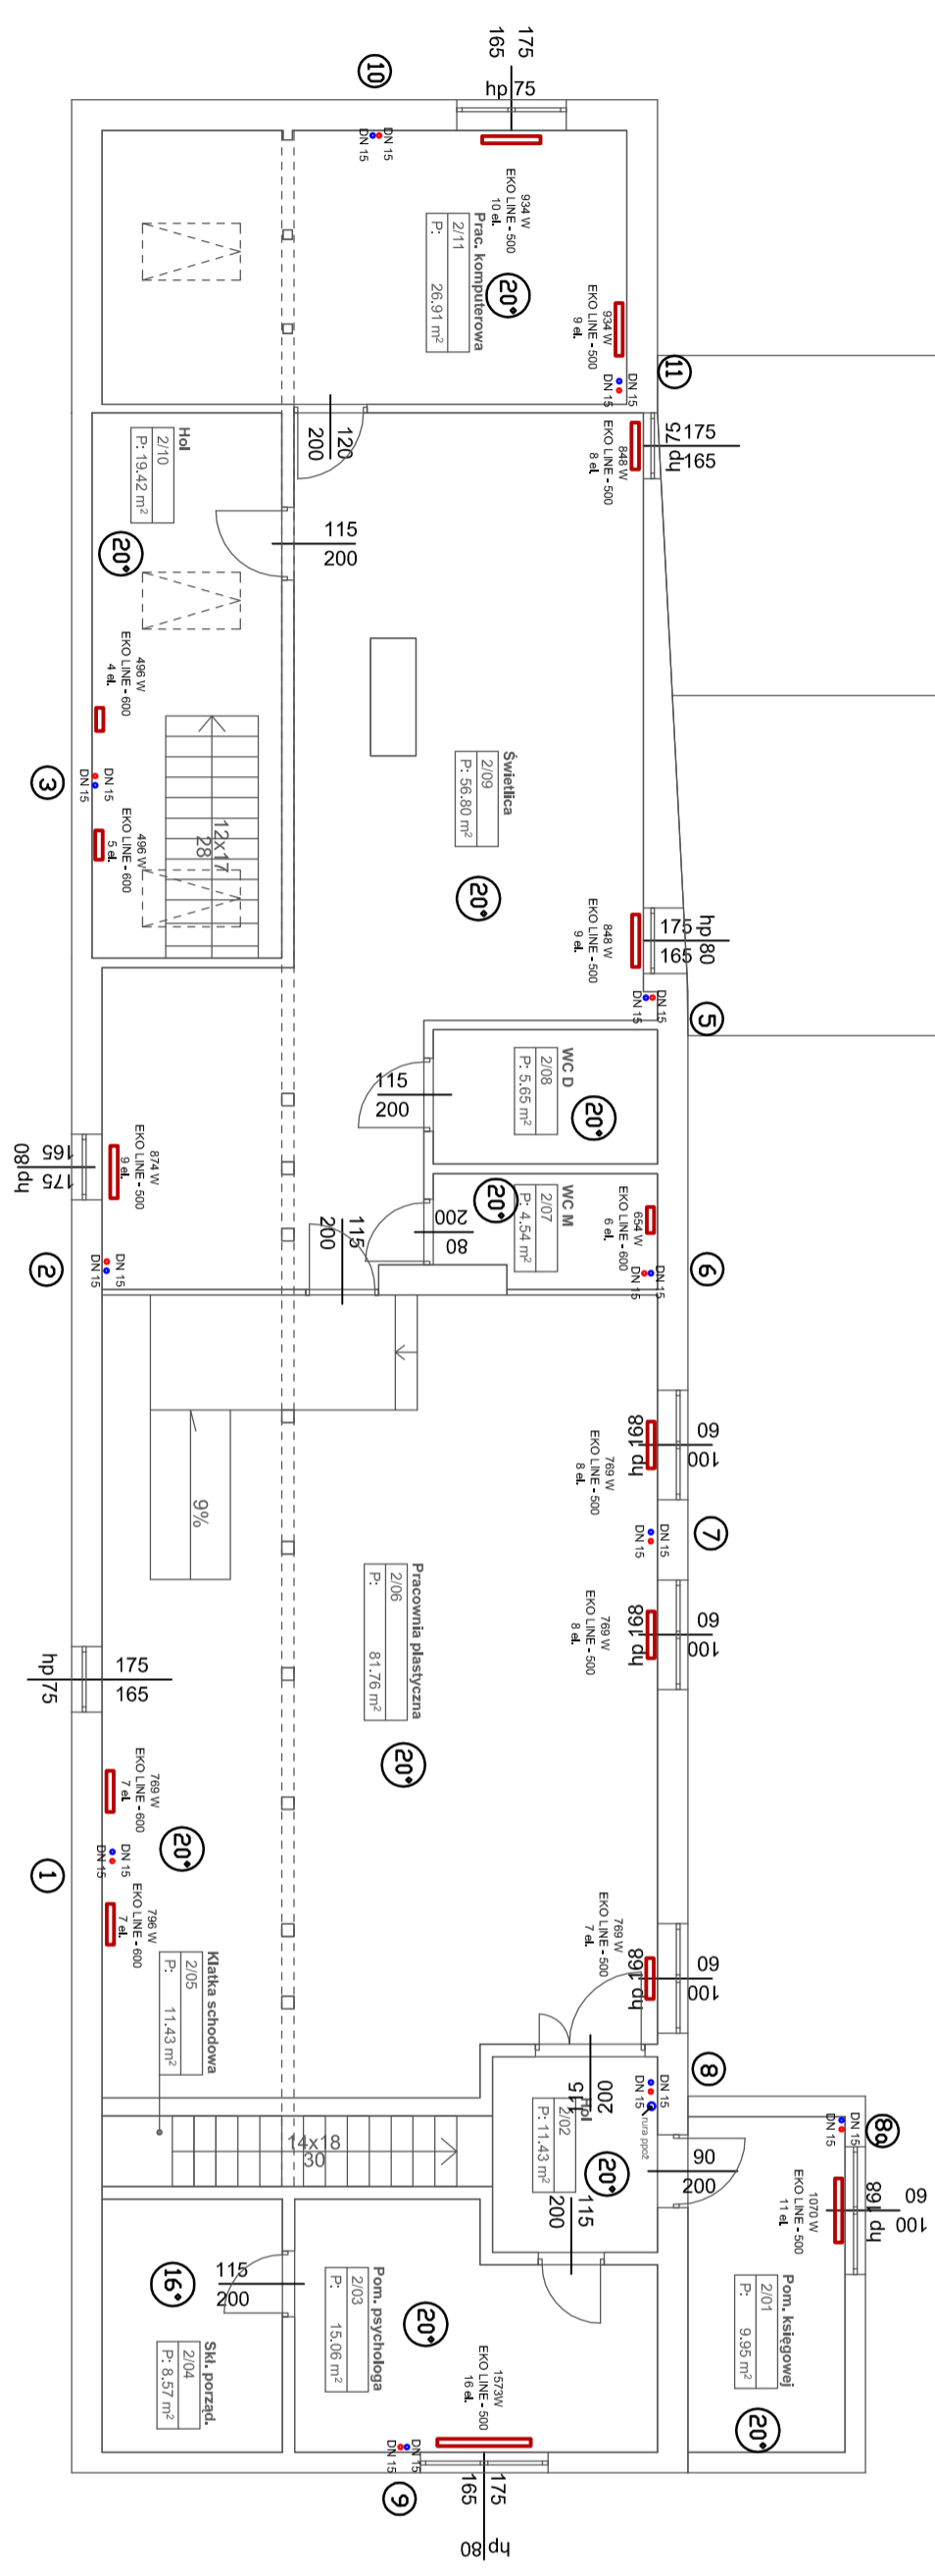 10
165
175
hp 75
DN 15
DN 15
934 W
EKO LINE - 500
10 el.
Prac. komputerowa
2/11
P: 26.91 m²
20°
934 W
EKO LINE - 500
9 el.
DN 15
DN 15
11
175
165
hp 75
848 W
EKO LINE - 500
8 el.
120
200
115
200
Hol
2/10
P: 19.42 m²
20°
496 W
EKO LINE - 600
4 el.
DN 15
DN 15
3
496 W
EKO LINE - 600
5 el.
12x17
28
Świetlica
2/09
P: 56.80 m²
20°
848 W
EKO LINE - 500
9 el.
175
165
hp 80
DN 15
DN 15
5
WC D
2/08
P: 5.65 m²
20°
115
200
WC M
2/07
P: 4.54 m²
20°
80
200
654 W
EKO LINE - 600
6 el.
DN 15
DN 15
6
115
200
165
175
hp 80
874 W
EKO LINE - 500
9 el.
DN 15
DN 15
2
9%
60
100
hp 168
769 W
EKO LINE - 500
8 el.
DN 15
DN 15
7
60
100
hp 168
769 W
EKO LINE - 500
8 el.
Pracownia plastyczna
2/06
P: 81.76 m²
20°
175
165
hp 75
769 W
EKO LINE - 600
7 el.
20°
DN 15
DN 15
1
796 W
EKO LINE - 600
7 el.
Klatka schodowa
2/05
P: 11.43 m²
769 W
EKO LINE - 500
7 el.
60
100
hp 168
8
DN 15
DN 15
rura ppoż
200
115
Hol
2/02
P: 11.43 m²
20°
14x18
30
90
200
115
200
8a
DN 15
DN 15
1070 W
EKO LINE - 500
11 el.
60
100
hp 168
Pom. księgowej
2/01
P: 9.95 m²
20°
115
200
16°
Skł. porząd.
2/04
P: 8.57 m²
Pom. psychologa
2/03
P: 15.06 m²
20°
1573W
EKO LINE - 500
16 el.
DN 15
DN 15
9
165
175
hp
80